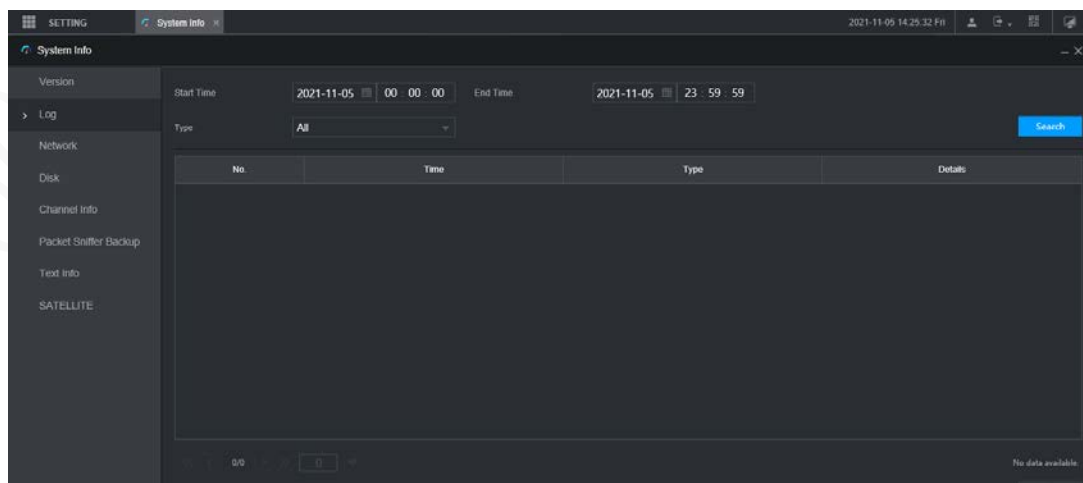 SETTING System Info × 2021-11-05 14:25:32 Fri
System Info
Version
Log
Network
Disk
Channel Info
Packet Sniffer Backup
Text Info
SATELLITE
Start Time 2021-11-05 00 : 00 : 00 End Time 2021-11-05 23 : 59 : 59
Type All Search
No. Time Type Details
0/0 0 No data available.